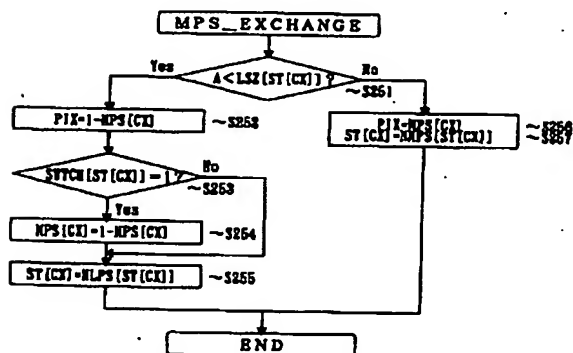 MPS_EXCHANGE
A<LSZ[ST[CX]]?
Yes
No
~S251
PIX=1-MPS[CX]
~S252
PIX=MPS[CX]
~S256
ST[CX]=NMPS[ST[CX]]
~S257
SWTCH[ST[CX]]=1?
No
~S253
Yes
MPS[CX]=1-MPS[CX]
~S254
ST[CX]=NLPS[ST[CX]]
~S255
END